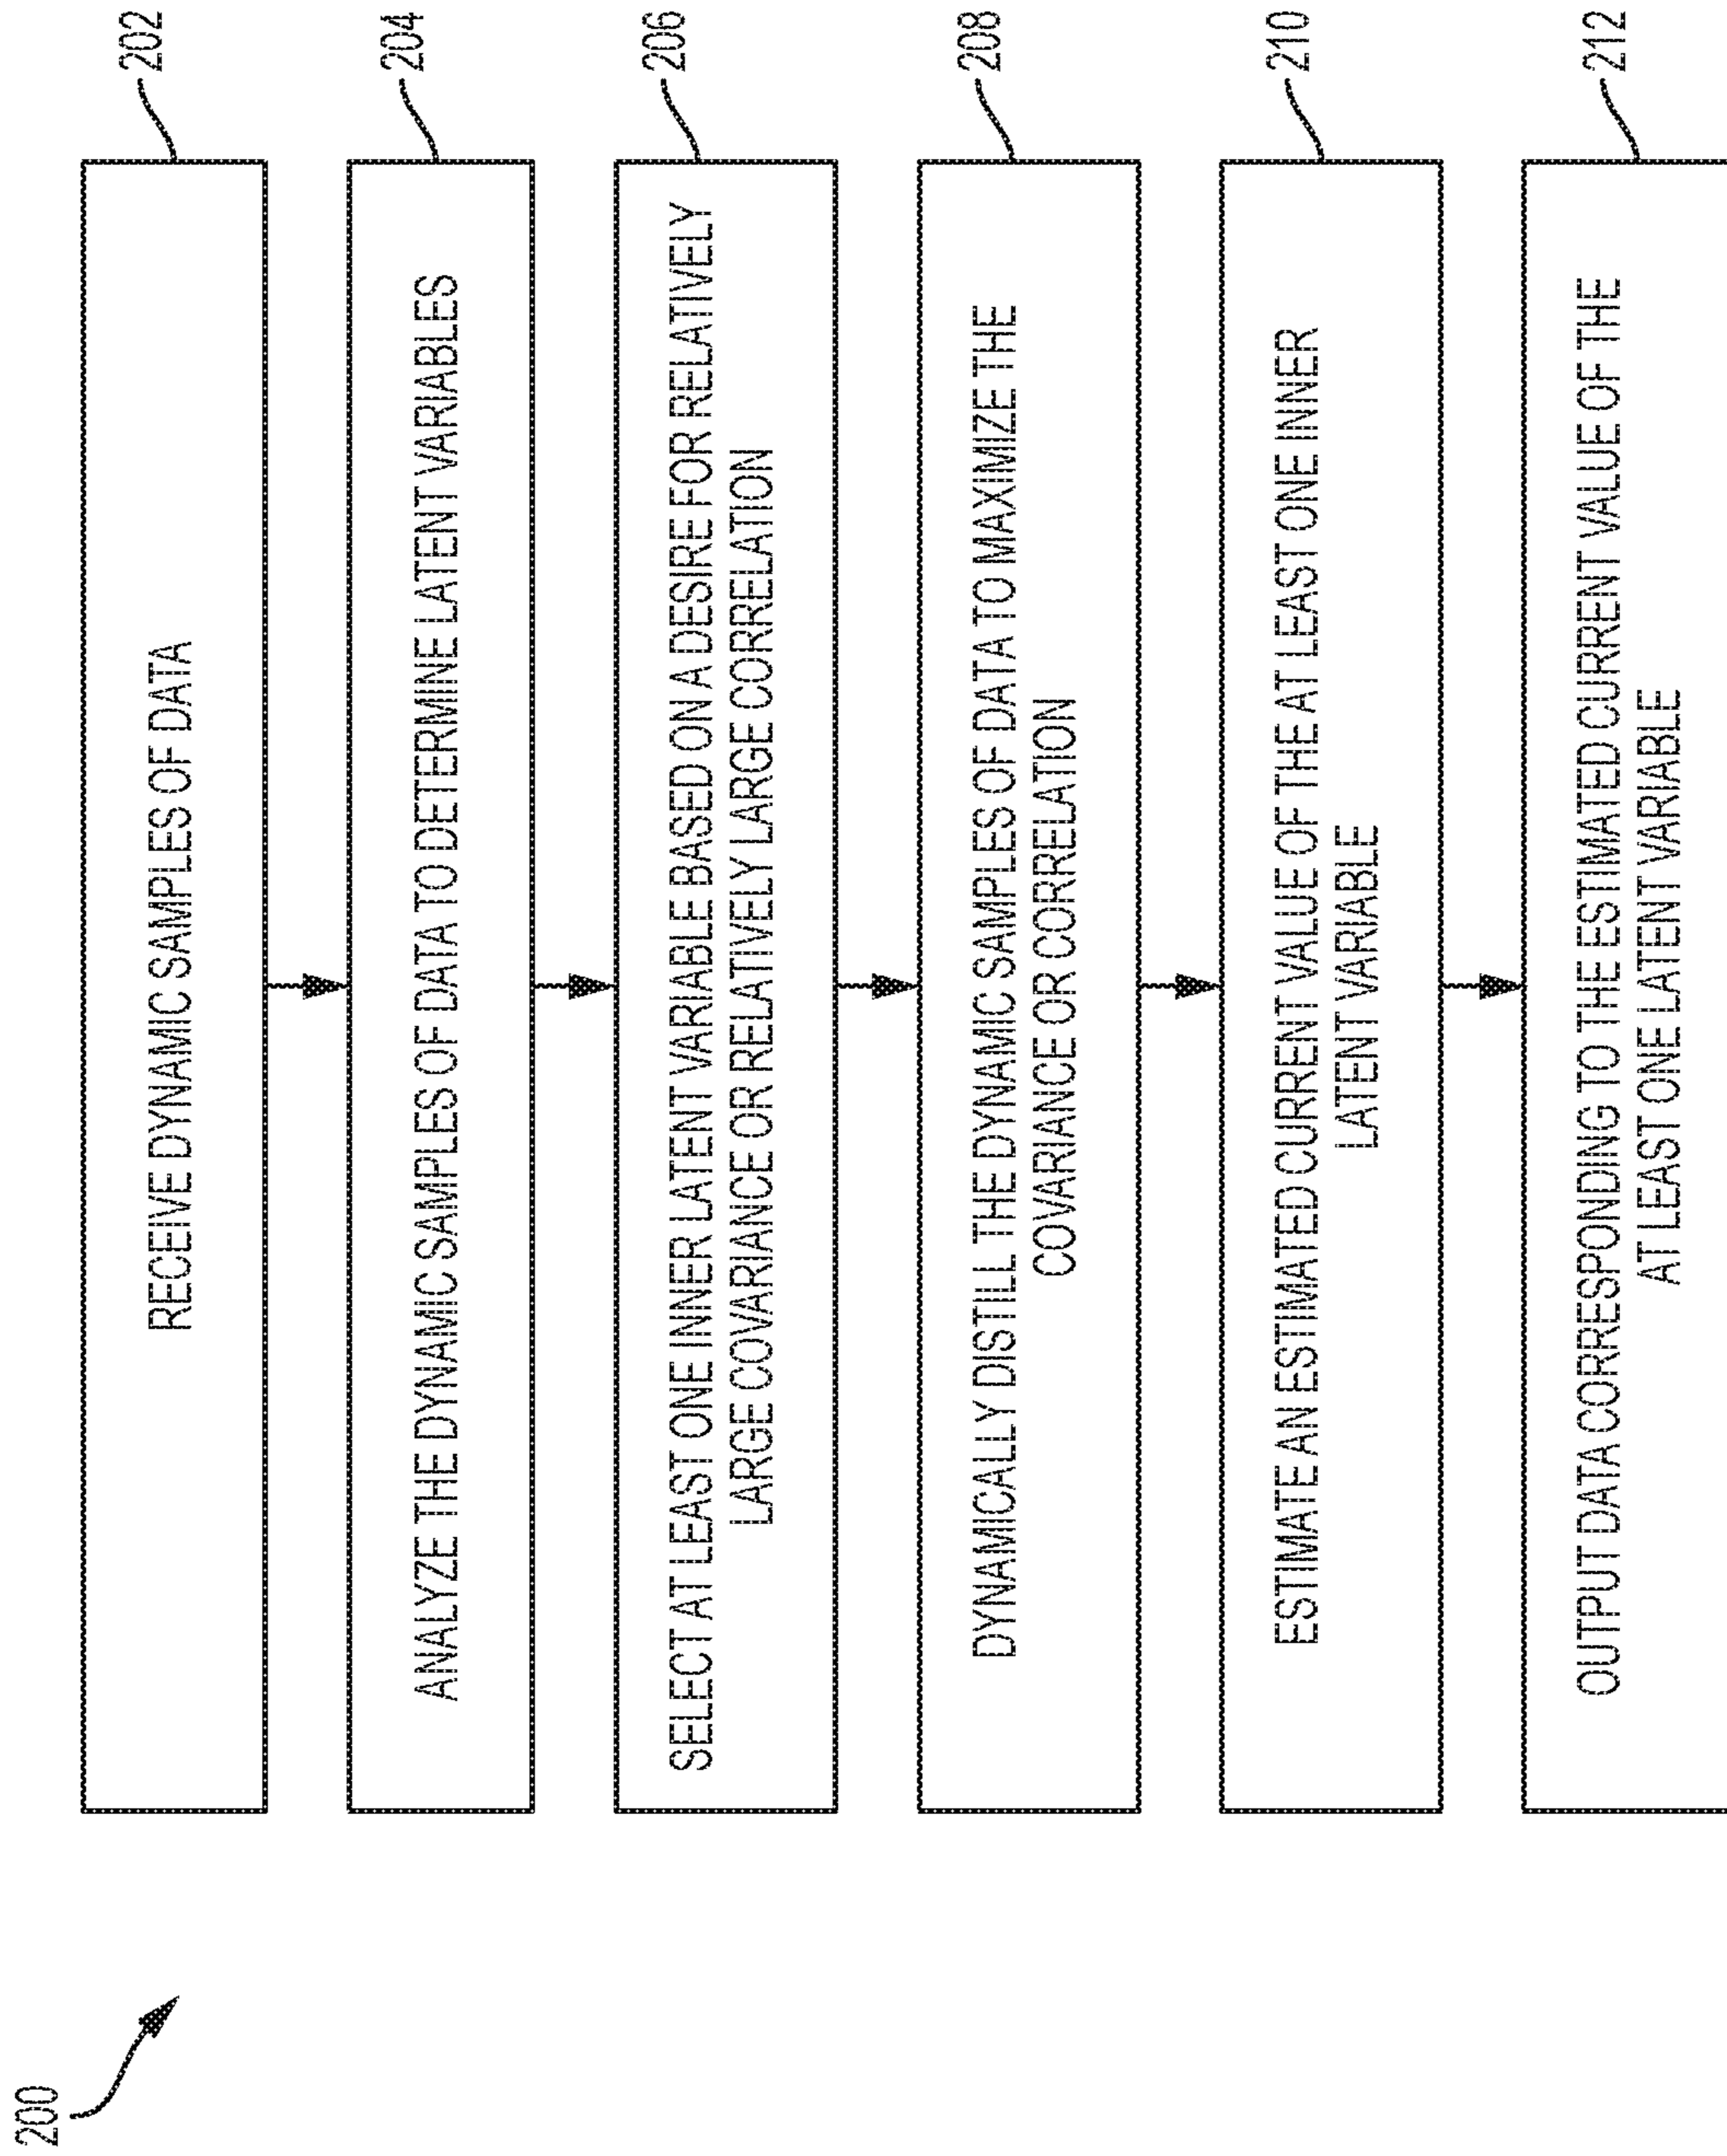 200
RECEIVE DYNAMIC SAMPLES OF DATA
202
ANALYZE THE DYNAMIC SAMPLES OF DATA TO DETERMINE LATENT VARIABLES
204
SELECT AT LEAST ONE INNER LATENT VARIABLE BASED ON A DESIRE FOR RELATIVELY
LARGE COVARIANCE OR RELATIVELY LARGE CORRELATION
206
DYNAMICALLY DISTILL THE DYNAMIC SAMPLES OF DATA TO MAXIMIZE THE
COVARIANCE OR CORRELATION
208
ESTIMATE AN ESTIMATED CURRENT VALUE OF THE AT LEAST ONE INNER
LATENT VARIABLE
210
OUTPUT DATA CORRESPONDING TO THE ESTIMATED CURRENT VALUE OF THE
AT LEAST ONE LATENT VARIABLE
212